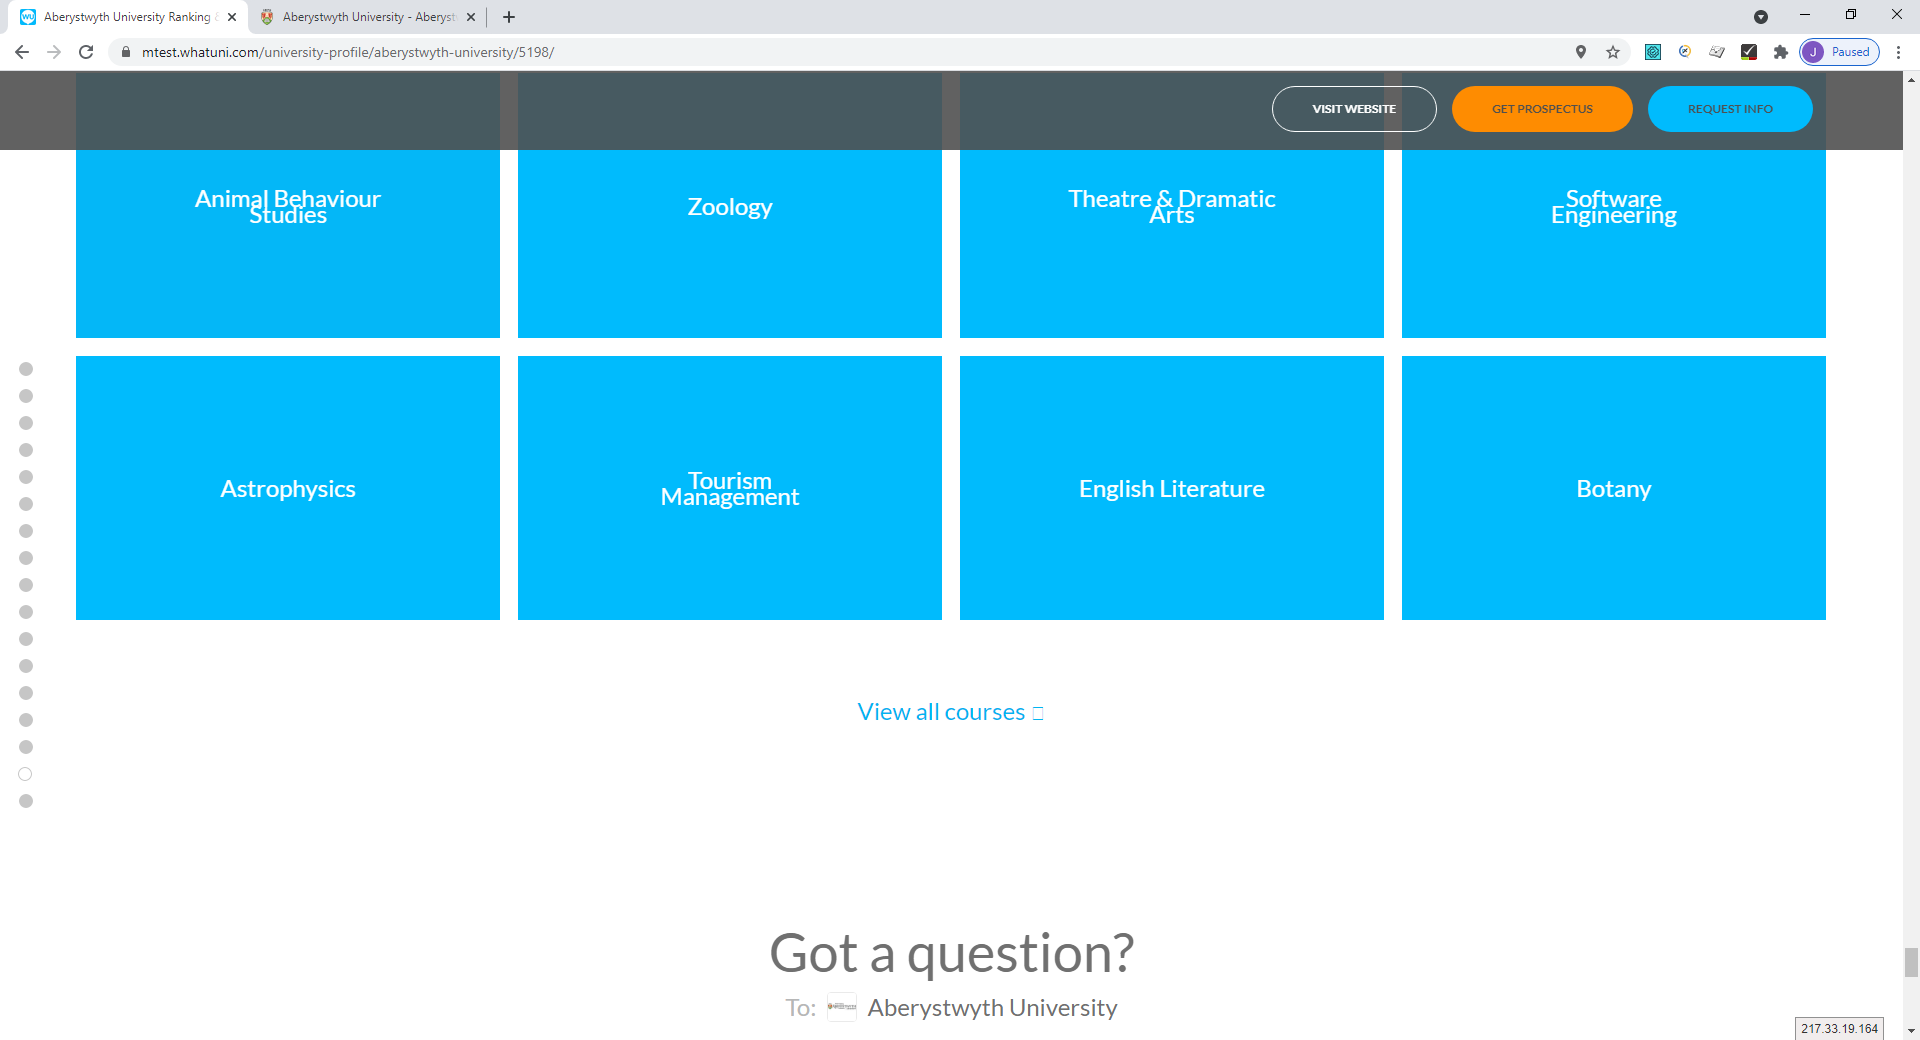 Aberystwyth University Ranking
Aberystwyth University - Aberyst
mtest.whatuni.com/university-profile/aberystwyth-university/5198/
J Paused
VISIT WEBSITE
GET PROSPECTUS
REQUEST INFO
Animal Behaviour
Studies
Zoology
Theatre & Dramatic
Arts
Software
Engineering
Astrophysics
Tourism
Management
English Literature
Botany
View all courses
Got a question?
To: Aberystwyth University
217.33.19.164